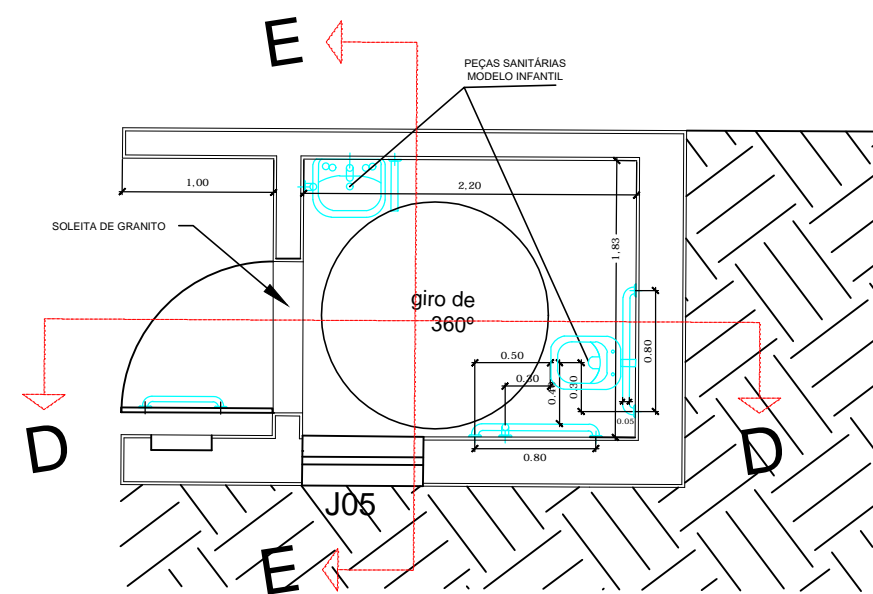 E
PEÇAS SANITÁRIAS
MODELO INFANTIL
1,00
2,20
SOLEITA DE GRANITO
1,83
giro de
360º
0.50
0.80
0.30
0.30
0.05
0.80
D
D
J05
E